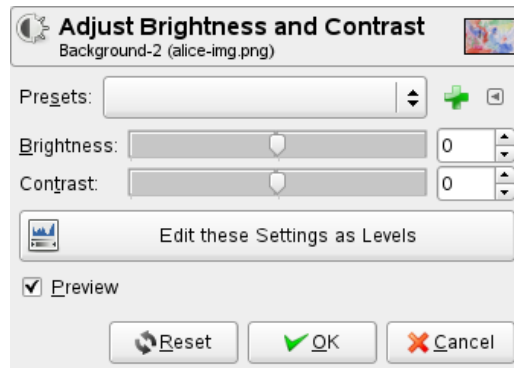 Adjust Brightness and Contrast
Background-2 (alice-img.png)
Presets:
Brightness: 0
Contrast: 0
Edit these Settings as Levels
Preview
Reset OK Cancel